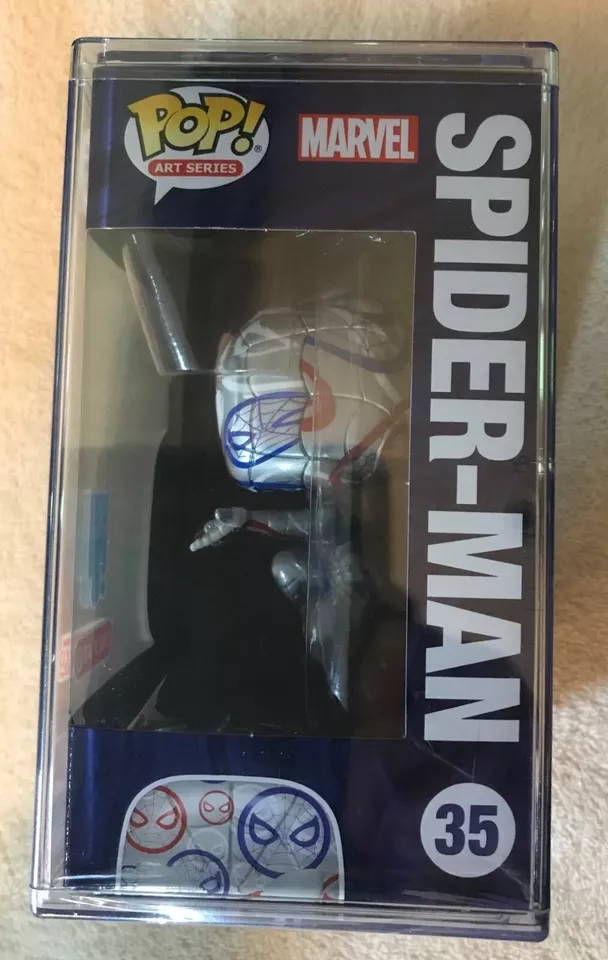 POP!®
ART SERIES
MARVEL
SPIDER-MAN
35